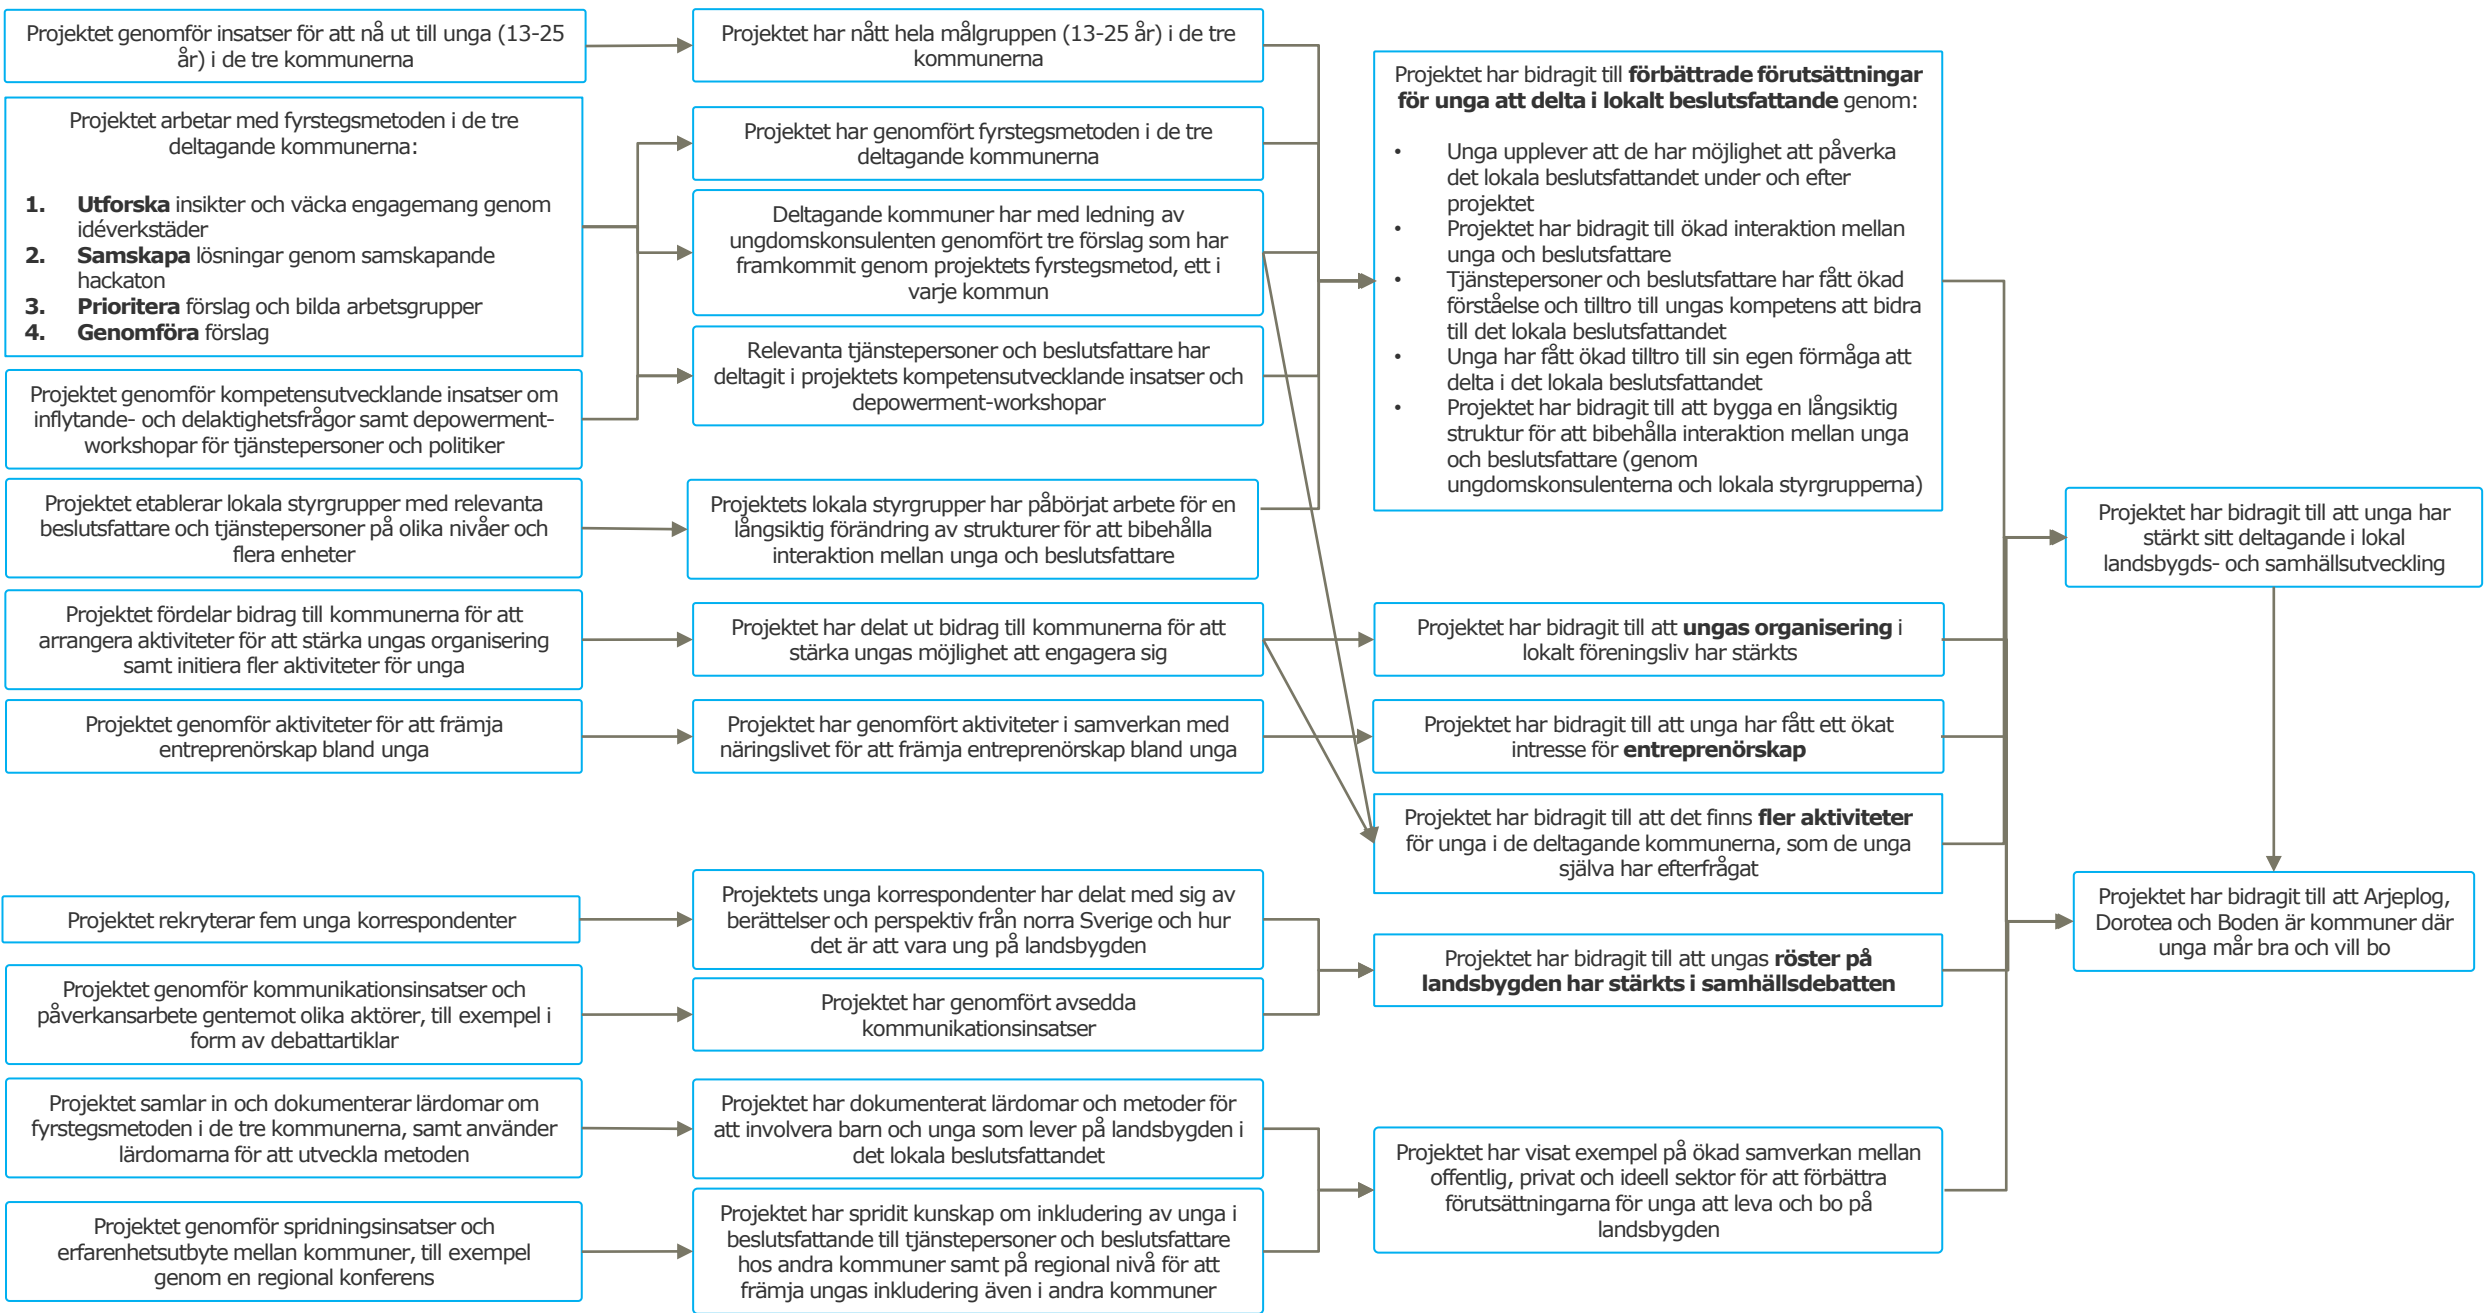 Projektet genomför insatser för att nå ut till unga (13-25
år) i de tre kommunerna
Projektet arbetar med fyrstegsmetoden i de tre
deltagande kommunerna:
1. Utforska insikter och väcka engagemang genom
idéverkstäder
2. Samskapa lösningar genom samskapande
hackaton
3. Prioritera förslag och bilda arbetsgrupper
4. Genomföra förslag
Projektet genomför kompetensutvecklande insatser om
inflytande- och delaktighetsfrågor samt depowerment-
workshopar för tjänstepersoner och politiker
Projektet etablerar lokala styrgrupper med relevanta
beslutsfattare och tjänstepersoner på olika nivåer och
flera enheter
Projektet fördelar bidrag till kommunerna för att
arrangera aktiviteter för att stärka ungas organisering
samt initiera fler aktiviteter för unga
Projektet genomför aktiviteter för att främja
entreprenörskap bland unga
Projektet rekryterar fem unga korrespondenter
Projektet genomför kommunikationsinsatser och
påverkansarbete gentemot olika aktörer, till exempel i
form av debattartiklar
Projektet samlar in och dokumenterar lärdomar om
fyrstegsmetoden i de tre kommunerna, samt använder
lärdomarna för att utveckla metoden
Projektet genomför spridningsinsatser och
erfarenhetsutbyte mellan kommuner, till exempel
genom en regional konferens
Projektet har nått hela målgruppen (13-25 år) i de tre
kommunerna
Projektet har genomfört fyrstegsmetoden i de tre
deltagande kommunerna
Deltagande kommuner har med ledning av
ungdomskonsulenten genomfört tre förslag som har
framkommit genom projektets fyrstegsmetod, ett i
varje kommun
Relevanta tjänstepersoner och beslutsfattare har
deltagit i projektets kompetensutvecklande insatser och
depowerment-workshopar
Projektets lokala styrgrupper har påbörjat arbete för en
långsiktig förändring av strukturer för att bibehålla
interaktion mellan unga och beslutsfattare
Projektet har delat ut bidrag till kommunerna för att
stärka ungas möjlighet att engagera sig
Projektet har genomfört aktiviteter i samverkan med
näringslivet för att främja entreprenörskap bland unga
Projektets unga korrespondenter har delat med sig av
berättelser och perspektiv från norra Sverige och hur
det är att vara ung på landsbygden
Projektet har genomfört avsedda
kommunikationsinsatser
Projektet har dokumenterat lärdomar och metoder för
att involvera barn och unga som lever på landsbygden i
det lokala beslutsfattandet
Projektet har spridit kunskap om inkludering av unga i
beslutsfattande till tjänstepersoner och beslutsfattare
hos andra kommuner samt på regional nivå för att
främja ungas inkludering även i andra kommuner
Projektet har bidragit till förbättrade förutsättningar
för unga att delta i lokalt beslutsfattande genom:
• Unga upplever att de har möjlighet att påverka
det lokala beslutsfattandet under och efter
projektet
• Projektet har bidragit till ökad interaktion mellan
unga och beslutsfattare
• Tjänstepersoner och beslutsfattare har fått ökad
förståelse och tilltro till ungas kompetens att bidra
till det lokala beslutsfattandet
• Unga har fått ökad tilltro till sin egen förmåga att
delta i det lokala beslutsfattandet
• Projektet har bidragit till att bygga en långsiktig
struktur för att bibehålla interaktion mellan unga
och beslutsfattare (genom
ungdomskonsulenterna och lokala styrgrupperna)
Projektet har bidragit till att ungas organisering i
lokalt föreningsliv har stärkts
Projektet har bidragit till att unga har fått ett ökat
intresse för entreprenörskap
Projektet har bidragit till att det finns fler aktiviteter
för unga i de deltagande kommunerna, som de unga
själva har efterfrågat
Projektet har bidragit till att ungas röster på
landsbygden har stärkts i samhällsdebatten
Projektet har visat exempel på ökad samverkan mellan
offentlig, privat och ideell sektor för att förbättra
förutsättningarna för unga att leva och bo på
landsbygden
Projektet har bidragit till att unga har
stärkt sitt deltagande i lokal
landsbygds- och samhällsutveckling
Projektet har bidragit till att Arjeplog,
Dorotea och Boden är kommuner där
unga mår bra och vill bo